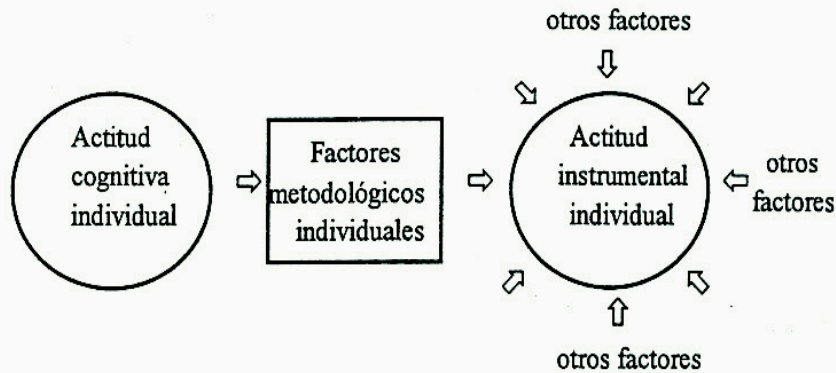 otros factores
Actitud
cognitiva
individual
Factores
metodológicos
individuales
Actitud
instrumental
individual
otros
factores
otros factores